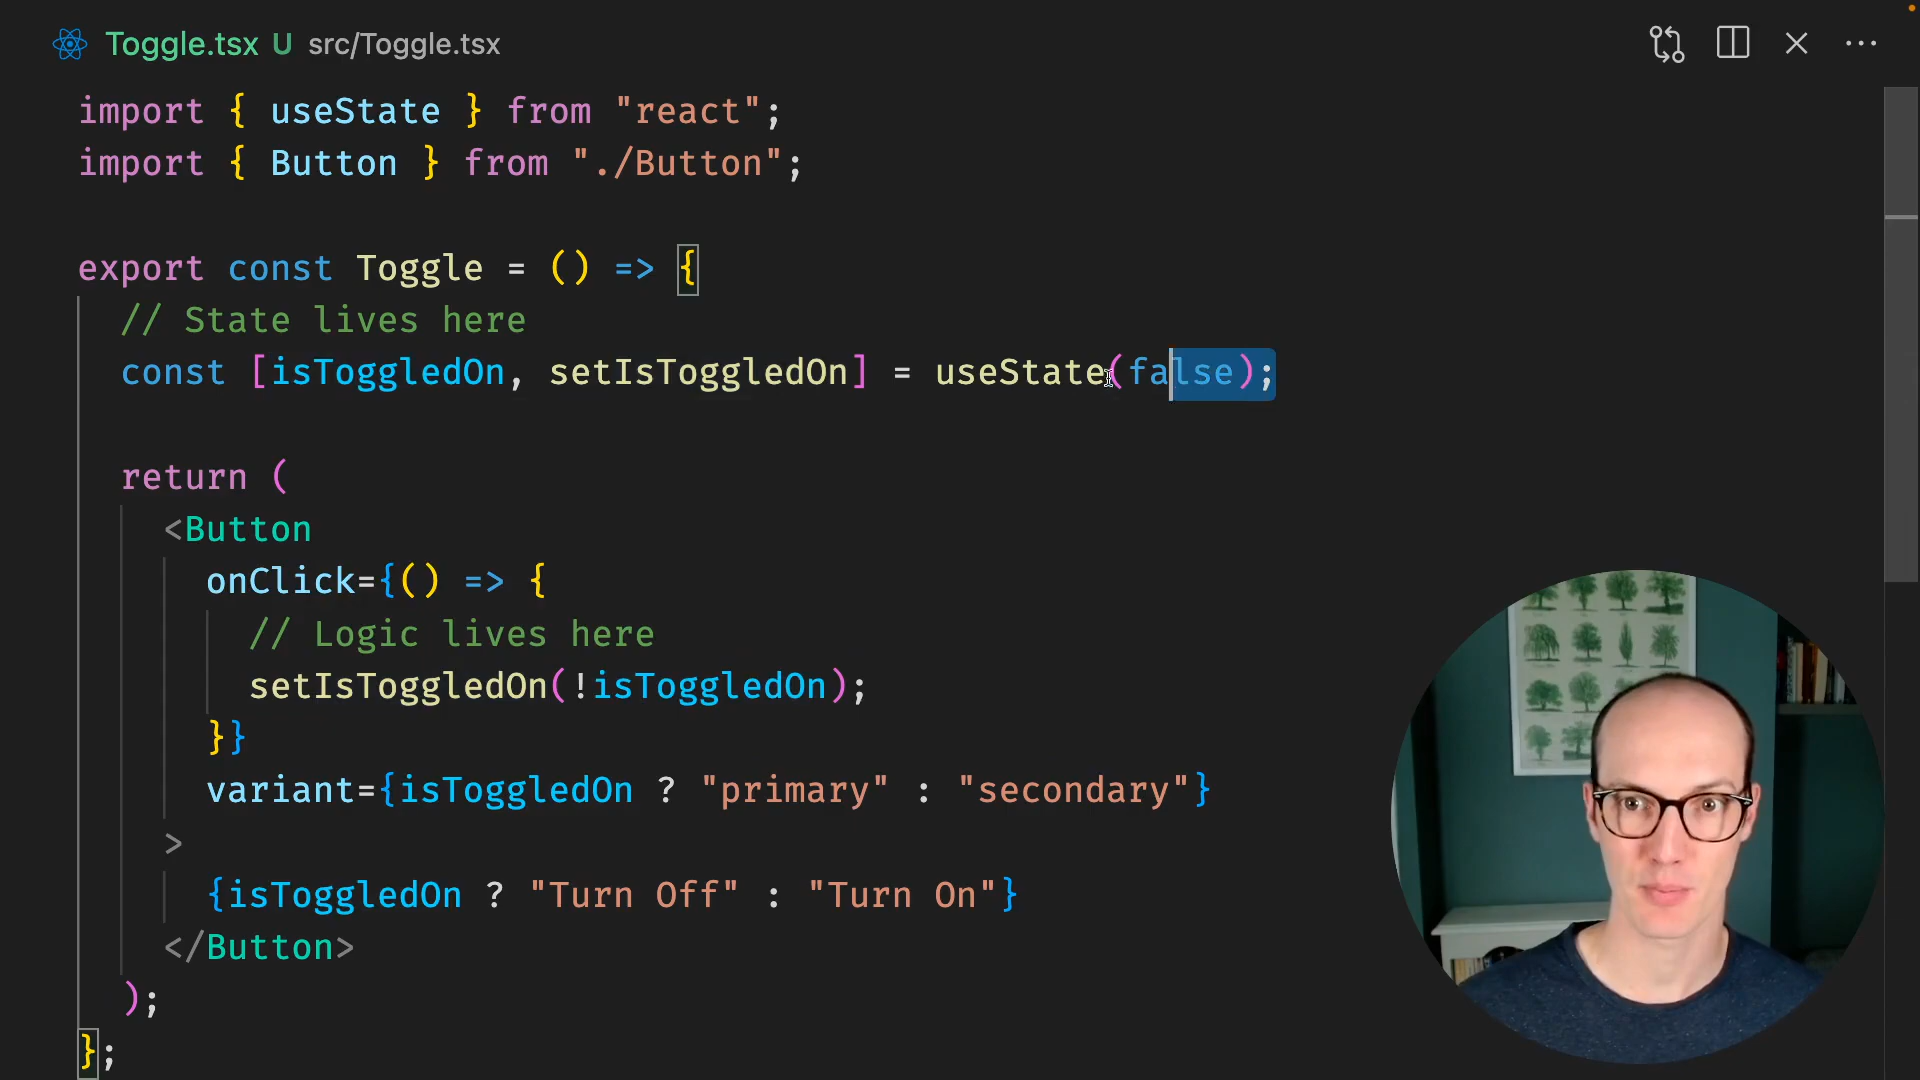 Toggle.tsx U src/Toggle.tsx
import { useState } from "react";
import { Button } from "./Button";
export const Toggle = () => {
// State lives here
const [isToggledOn, setIsToggledOn] = useState(false);
return (
<Button
onClick={() => {
// Logic lives here
setIsToggledOn(!isToggledOn);
}}
variant={isToggledOn ? "primary" : "secondary"}
>
{isToggledOn ? "Turn Off" : "Turn On"}
</Button>
);
};